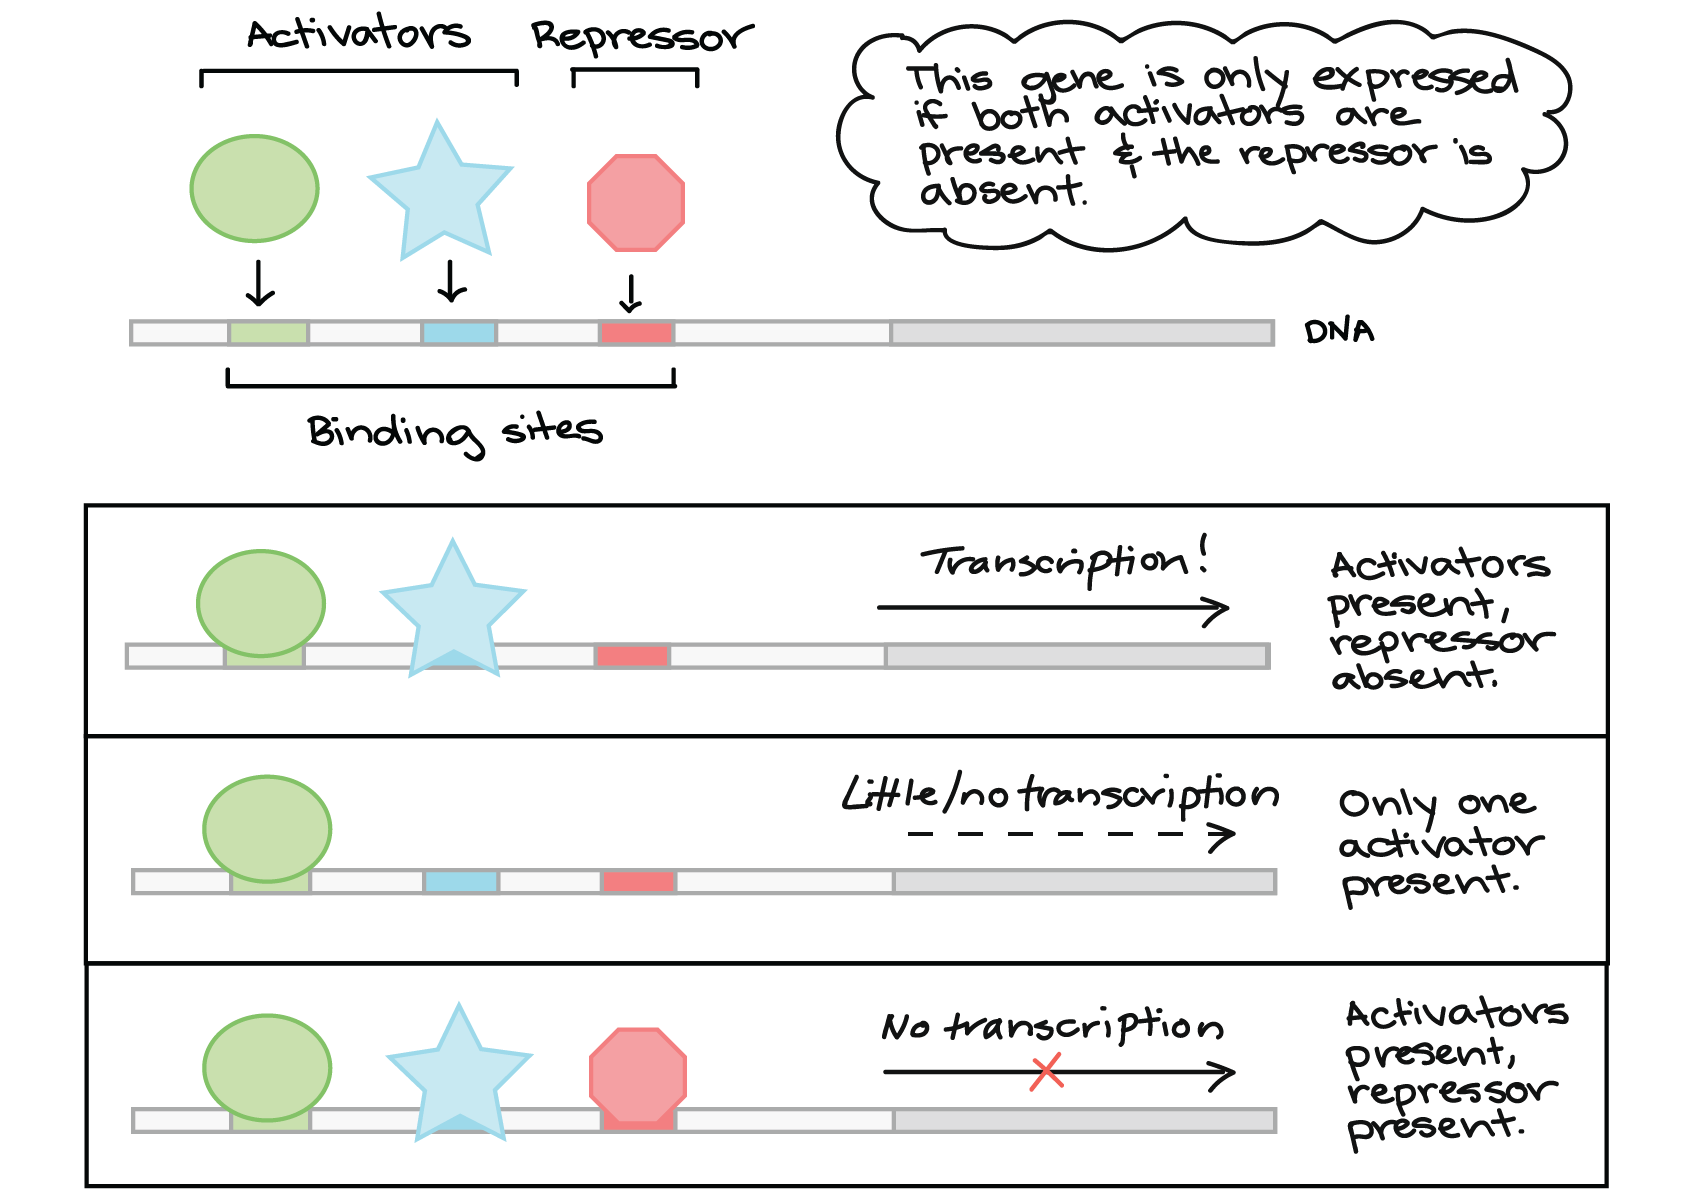 Activators
Repressor
This gene is only expressed
if both activators are
present & the repressor is
absent.
DNA
Binding sites
Transcription!
Activators
present,
repressor
absent.
Little/no transcription
Only one
activator
present.
No transcription
Activators
present,
repressor
present.